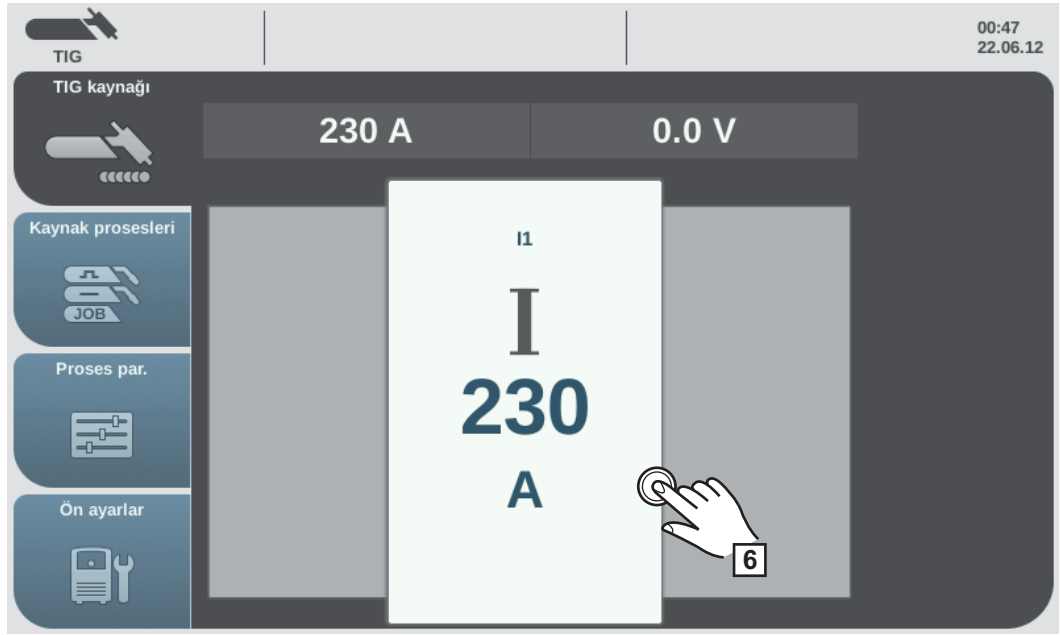 TIG
00:47
22.06.12
TIG kaynağı
230 A
0.0 V
Kaynak prosesleri
JOB
Proses par.
Ön ayarlar
I1
I
230
A
6